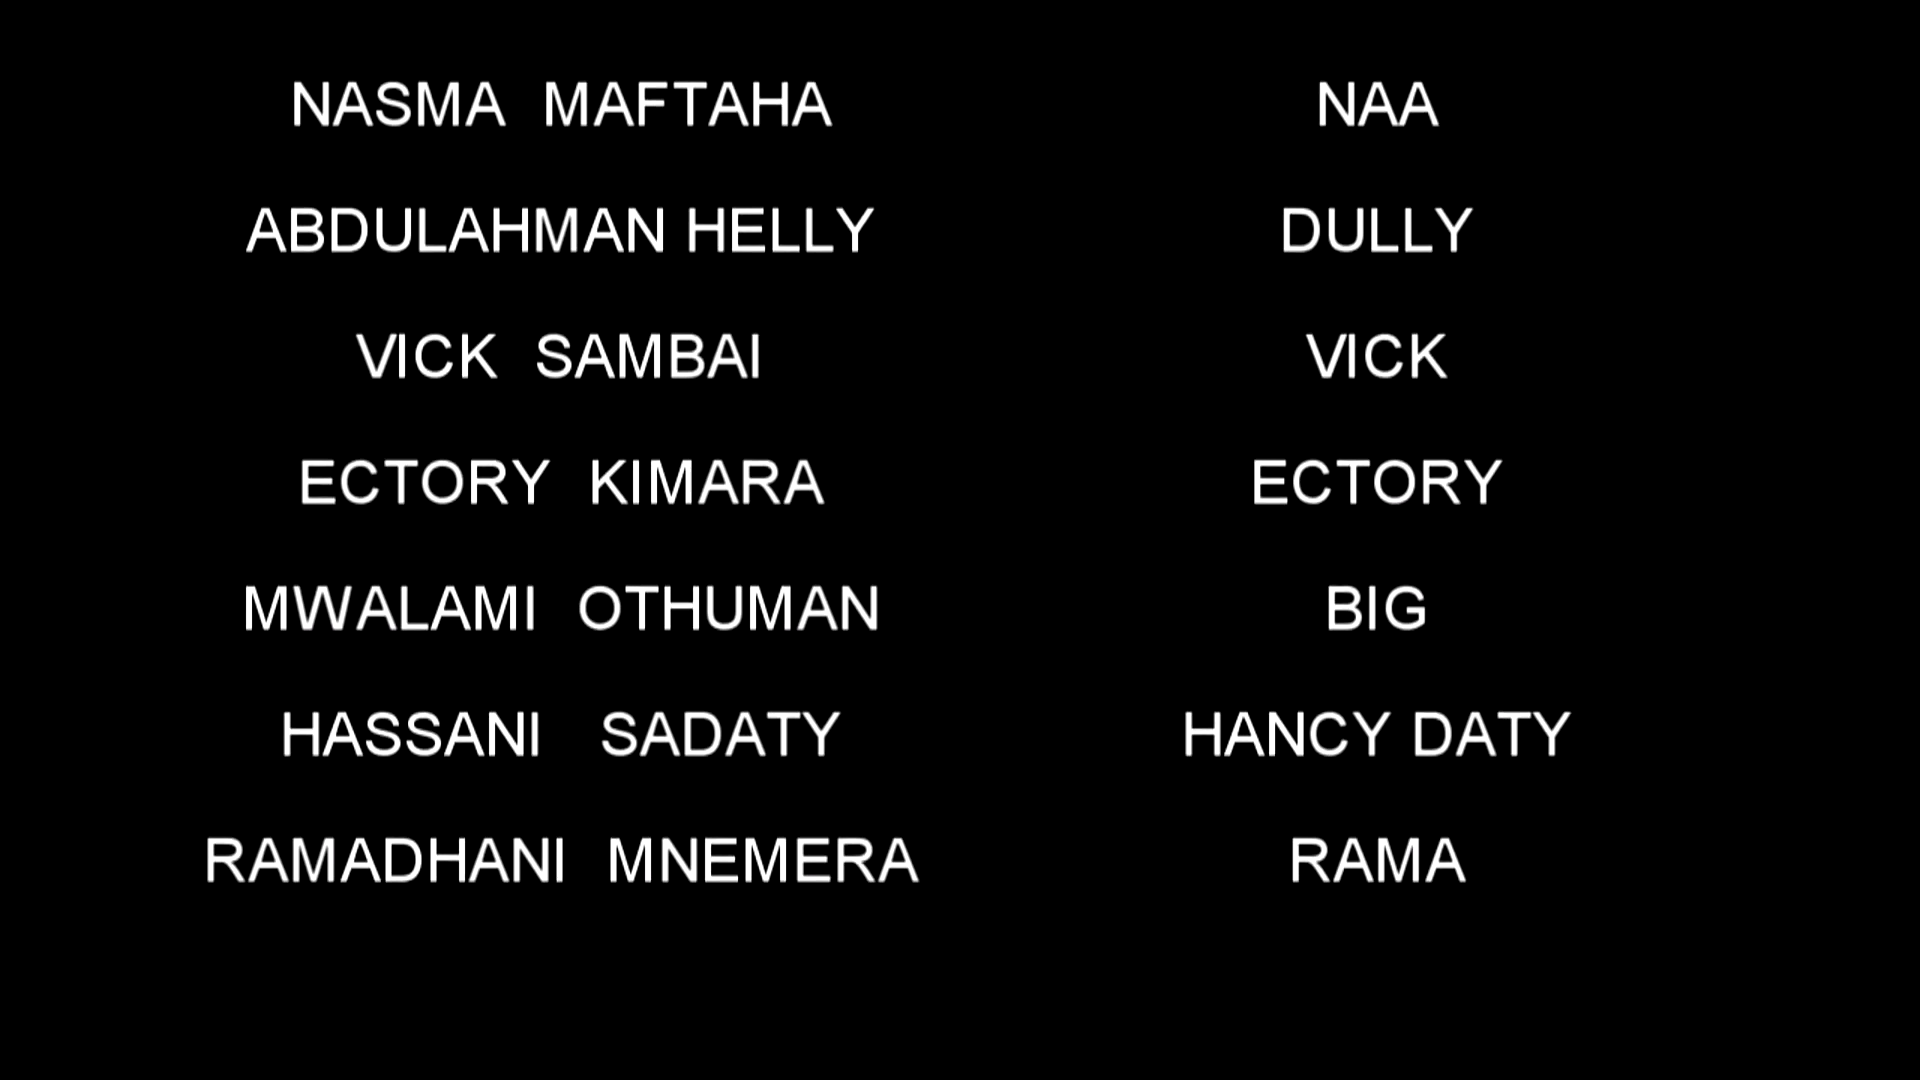 NASMA MAFTAHA NAA
ABDULAHMAN HELLY DULLY
VICK SAMBAI VICK
ECTORY KIMARA ECTORY
MWALAMI OTHUMAN BIG
HASSANI SADATY HANCY DATY
RAMADHANI MNEMERA RAMA